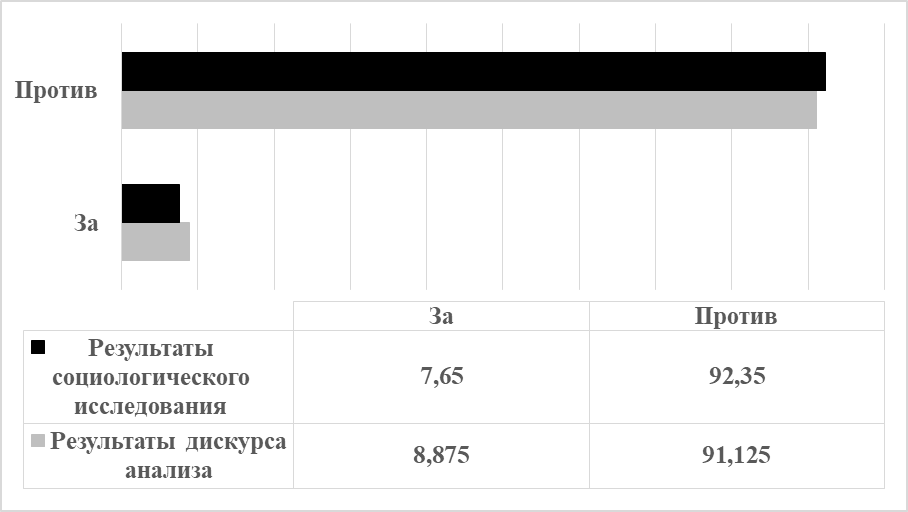 Против
За
За
Против
Результаты
социологического
исследования
7,65
92,35
Результаты дискурса
анализа
8,875
91,125